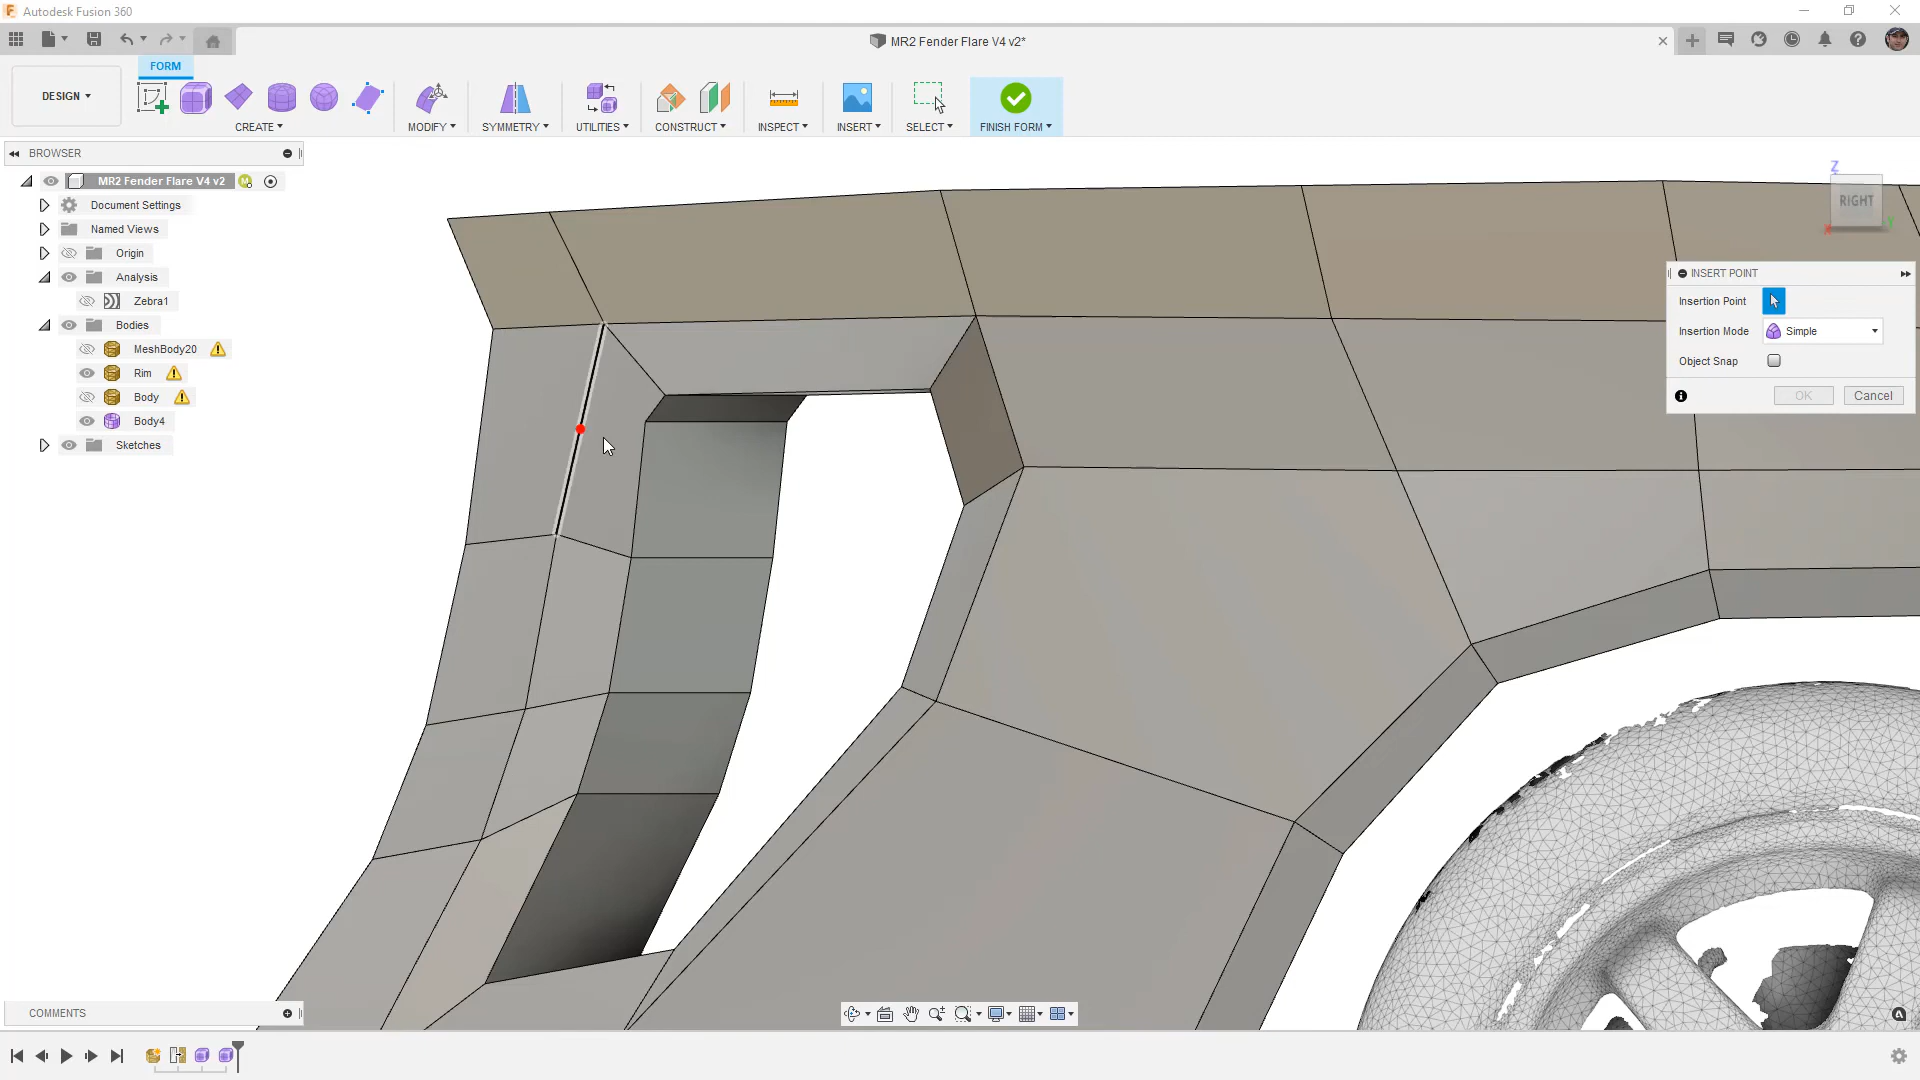 Autodesk Fusion 360
MR2 Fender Flare V4 v2*
FORM
DESIGN
CREATE
MODIFY
SYMMETRY
UTILITIES
CONSTRUCT
INSPECT
INSERT
SELECT
FINISH FORM
BROWSER
MR2 Fender Flare V4 v2
M
Document Settings
Named Views
Origin
Analysis
Zebra1
Bodies
MeshBody20
Rim
Body
Body4
Sketches
Z
RIGHT
X
Y
INSERT POINT
Insertion Point
Insertion Mode
Simple
Object Snap
OK
Cancel
COMMENTS